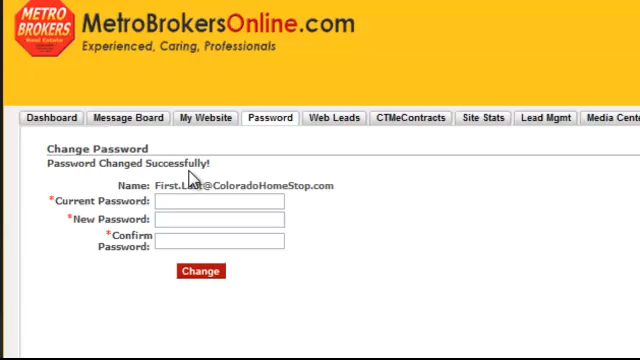 METRO
BROKERS
Real Estate
MetroBrokersOnline.com
Experienced, Caring, Professionals
Dashboard Message Board My Website Password Web Leads CTMeContracts Site Stats Lead Mgmt Media Cent
Change Password
Password Changed Successfully!
Name: First.Last@ColoradoHomeStop.com
*Current Password:
*New Password:
*Confirm
Password:
Change